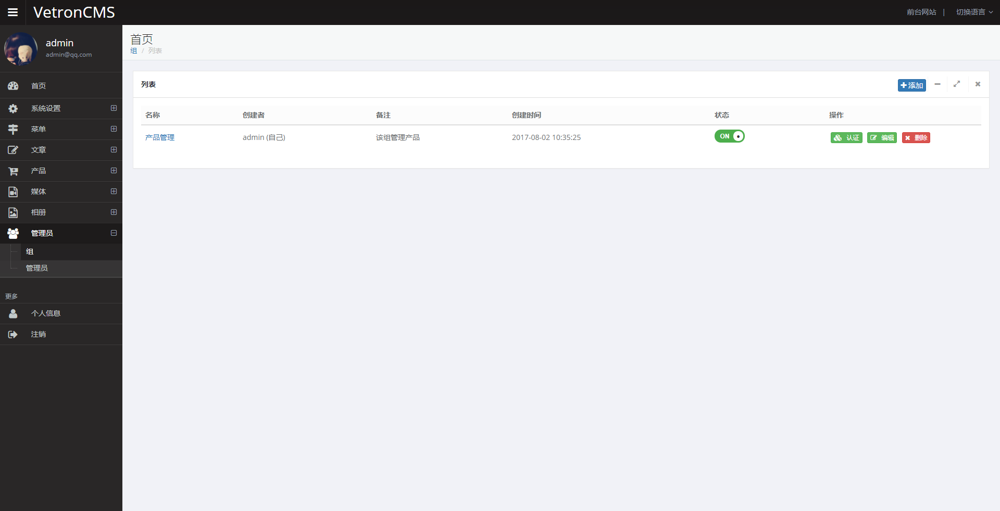 VetronCMS
前台网站 | 切换语言
admin
admin@qq.com
首页
系统设置
菜单
文章
产品
媒体
相册
管理员
组
管理员
更多
个人信息
注销
首页
组 / 列表
列表
添加
名称 创建者 备注 创建时间 状态 操作
产品管理 admin (自己) 该组管理产品 2017-08-02 10:35:25 ON 认证 编辑 删除